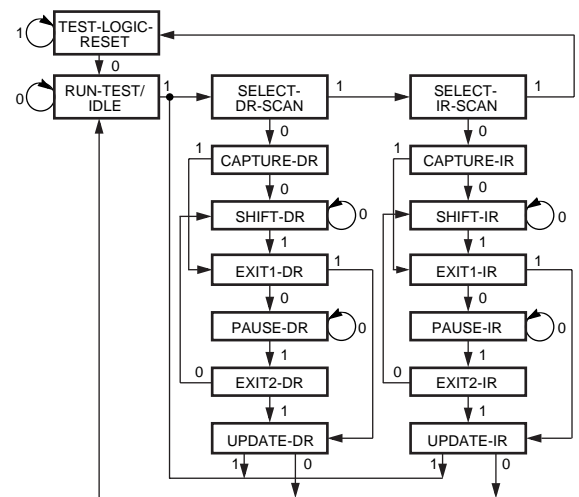 TEST-LOGIC-
RESET
1
0
RUN-TEST/
IDLE
0
1
SELECT-
DR-SCAN
1
SELECT-
IR-SCAN
1
0
0
1
CAPTURE-DR
1
CAPTURE-IR
0
0
SHIFT-DR
0
SHIFT-IR
0
1
1
EXIT1-DR
1
EXIT1-IR
1
0
0
PAUSE-DR
0
PAUSE-IR
0
1
1
0
EXIT2-DR
0
EXIT2-IR
1
1
UPDATE-DR
UPDATE-IR
1
0
1
0